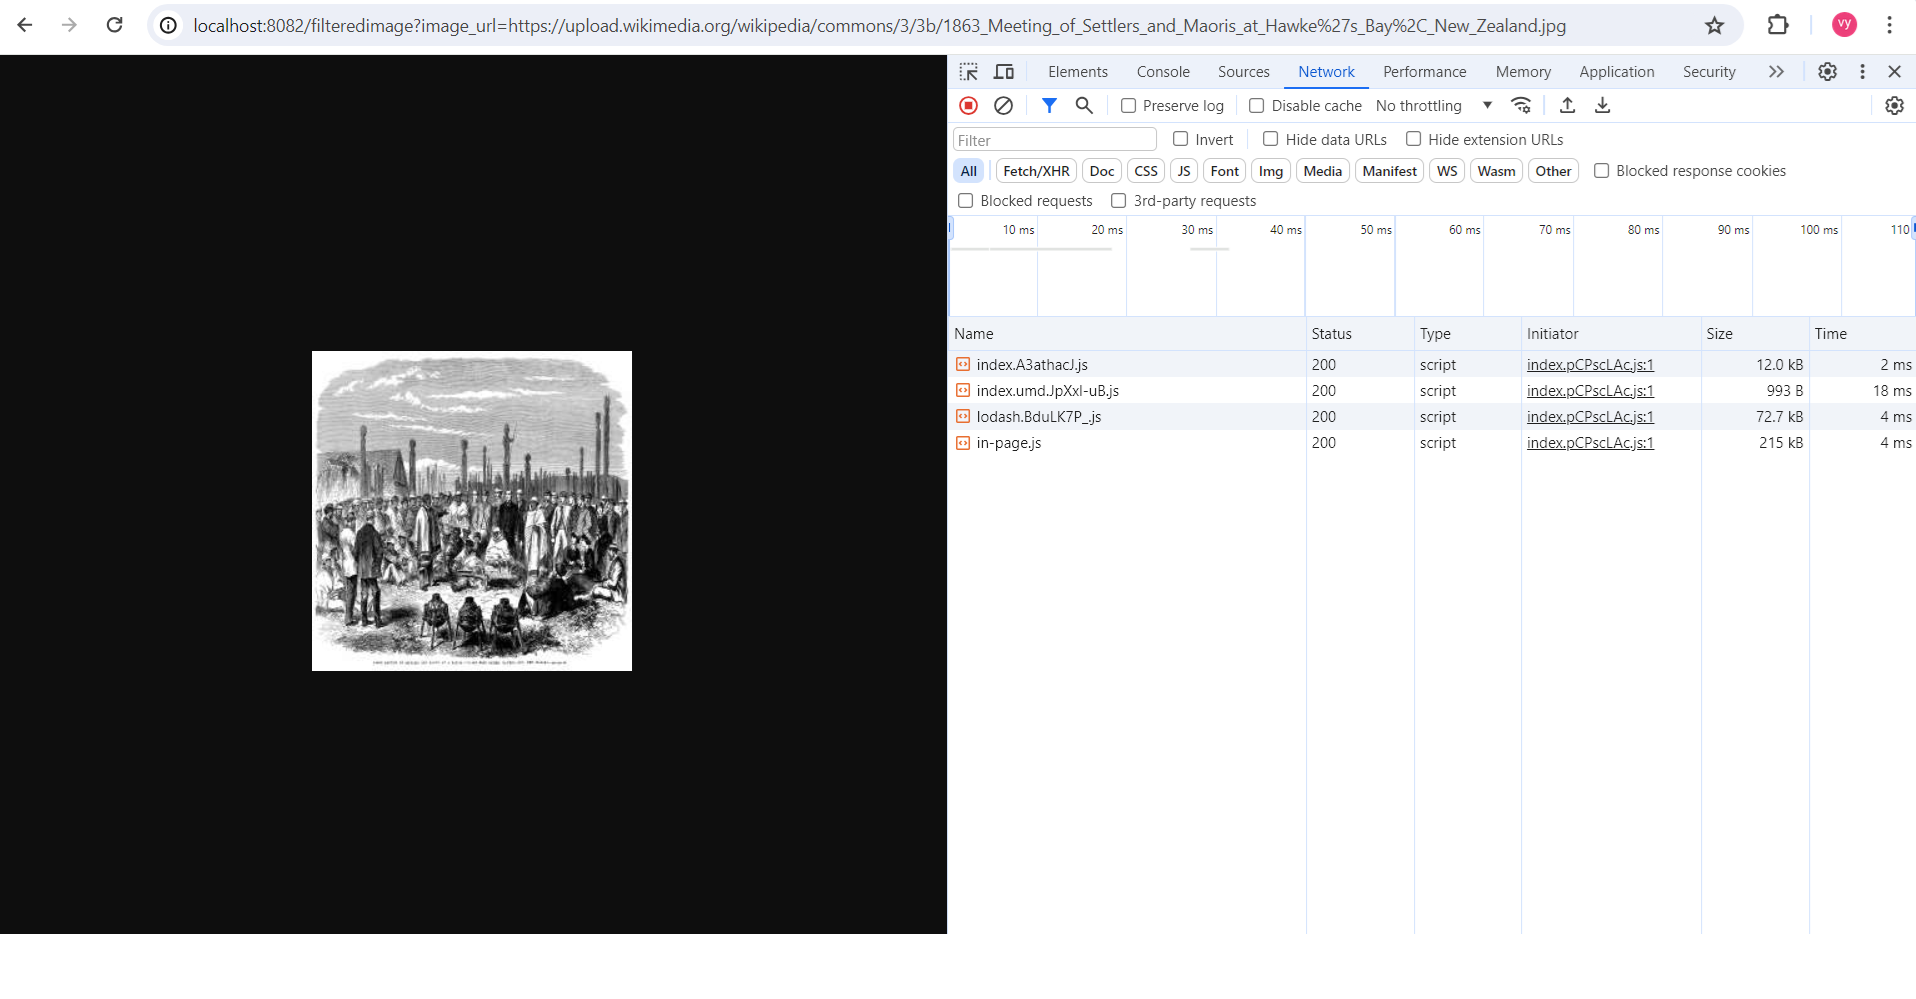 localhost:8082/filteredimage?image_url=https://upload.wikimedia.org/wikipedia/commons/3/3b/1863_Meeting_of_Settlers_and_Maoris_at_Hawke%27s_Bay%2C_New_Zealand.jpg
vy
Elements Console Sources Network Performance Memory Application Security
Preserve log Disable cache No throttling
Filter Invert Hide data URLs Hide extension URLs
All Fetch/XHR Doc CSS JS Font Img Media Manifest WS Wasm Other Blocked response cookies
Blocked requests 3rd-party requests
10 ms 20 ms 30 ms 40 ms 50 ms 60 ms 70 ms 80 ms 90 ms 100 ms 110
Name Status Type Initiator Size Time
index.A3athacJ.js 200 script index.pCPscLAc.js:1 12.0 kB 2 ms
index.umd.JpXxI-uB.js 200 script index.pCPscLAc.js:1 993 B 18 ms
lodash.BduLK7P_.js 200 script index.pCPscLAc.js:1 72.7 kB 4 ms
in-page.js 200 script index.pCPscLAc.js:1 215 kB 4 ms